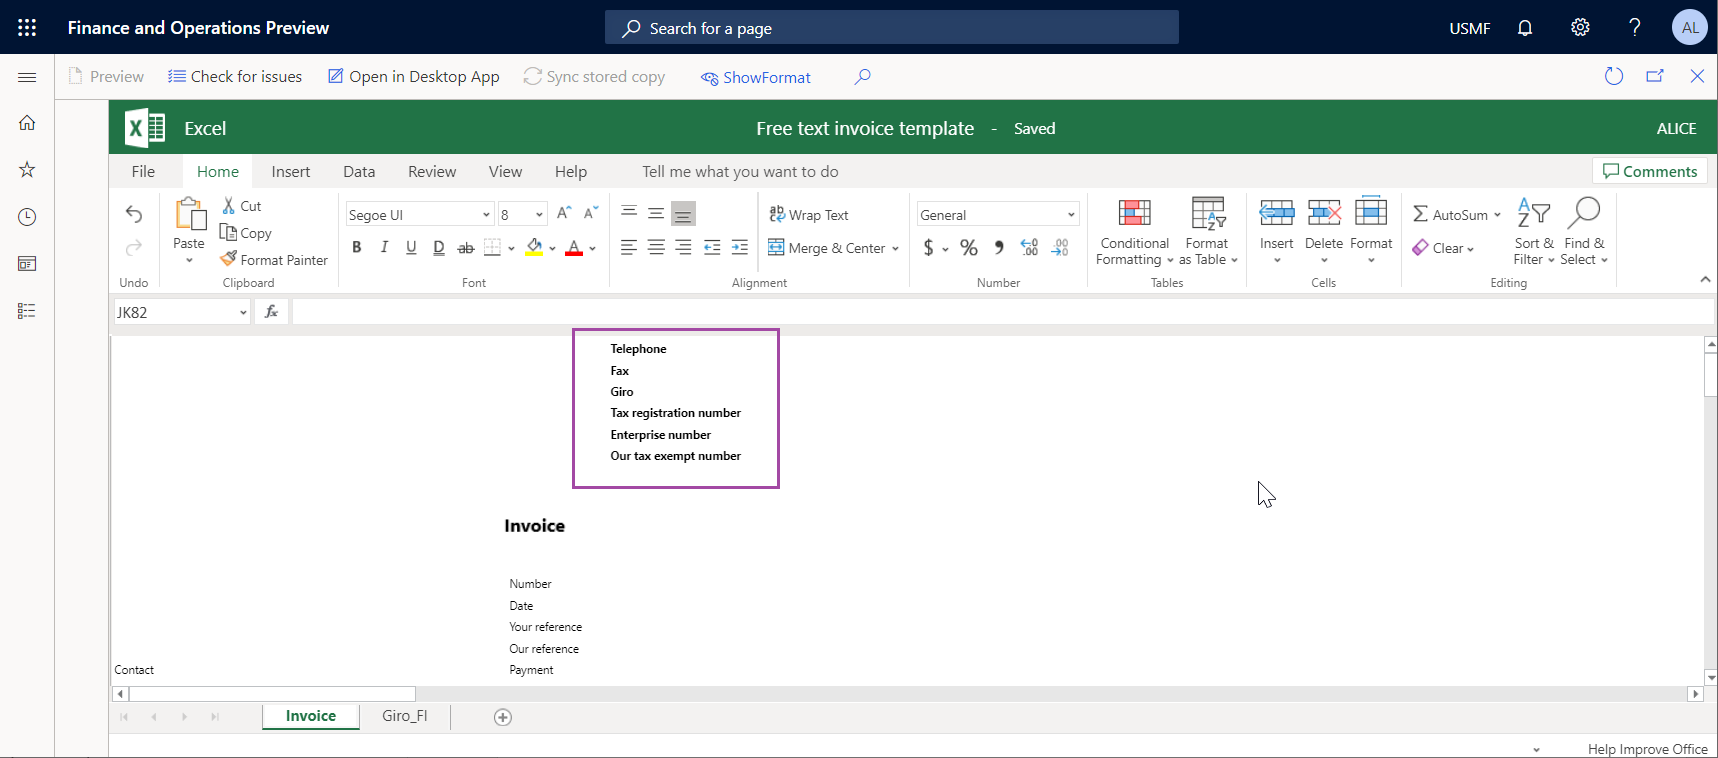 Finance and Operations Preview
Search for a page
USMF
?
AL
Preview
Check for issues
Open in Desktop App
Sync stored copy
ShowFormat
Excel
Free text invoice template - Saved
ALICE
File
Home
Insert
Data
Review
View
Help
Tell me what you want to do
Comments
Paste
Cut
Copy
Format Painter
Segoe UI
8
A A
B I U D ab A
ab Wrap Text
Merge & Center
General
$ % 9 .00 .00
Conditional Formatting
Format as Table
Insert
Delete
Format
AutoSum
Clear
Sort & Filter
Find & Select
Undo
Clipboard
Font
Alignment
Number
Tables
Cells
Editing
JK82
fx
Telephone
Fax
Giro
Tax registration number
Enterprise number
Our tax exempt number
Invoice
Number
Date
Your reference
Our reference
Contact
Payment
Invoice
Giro_FI
Help Improve Office